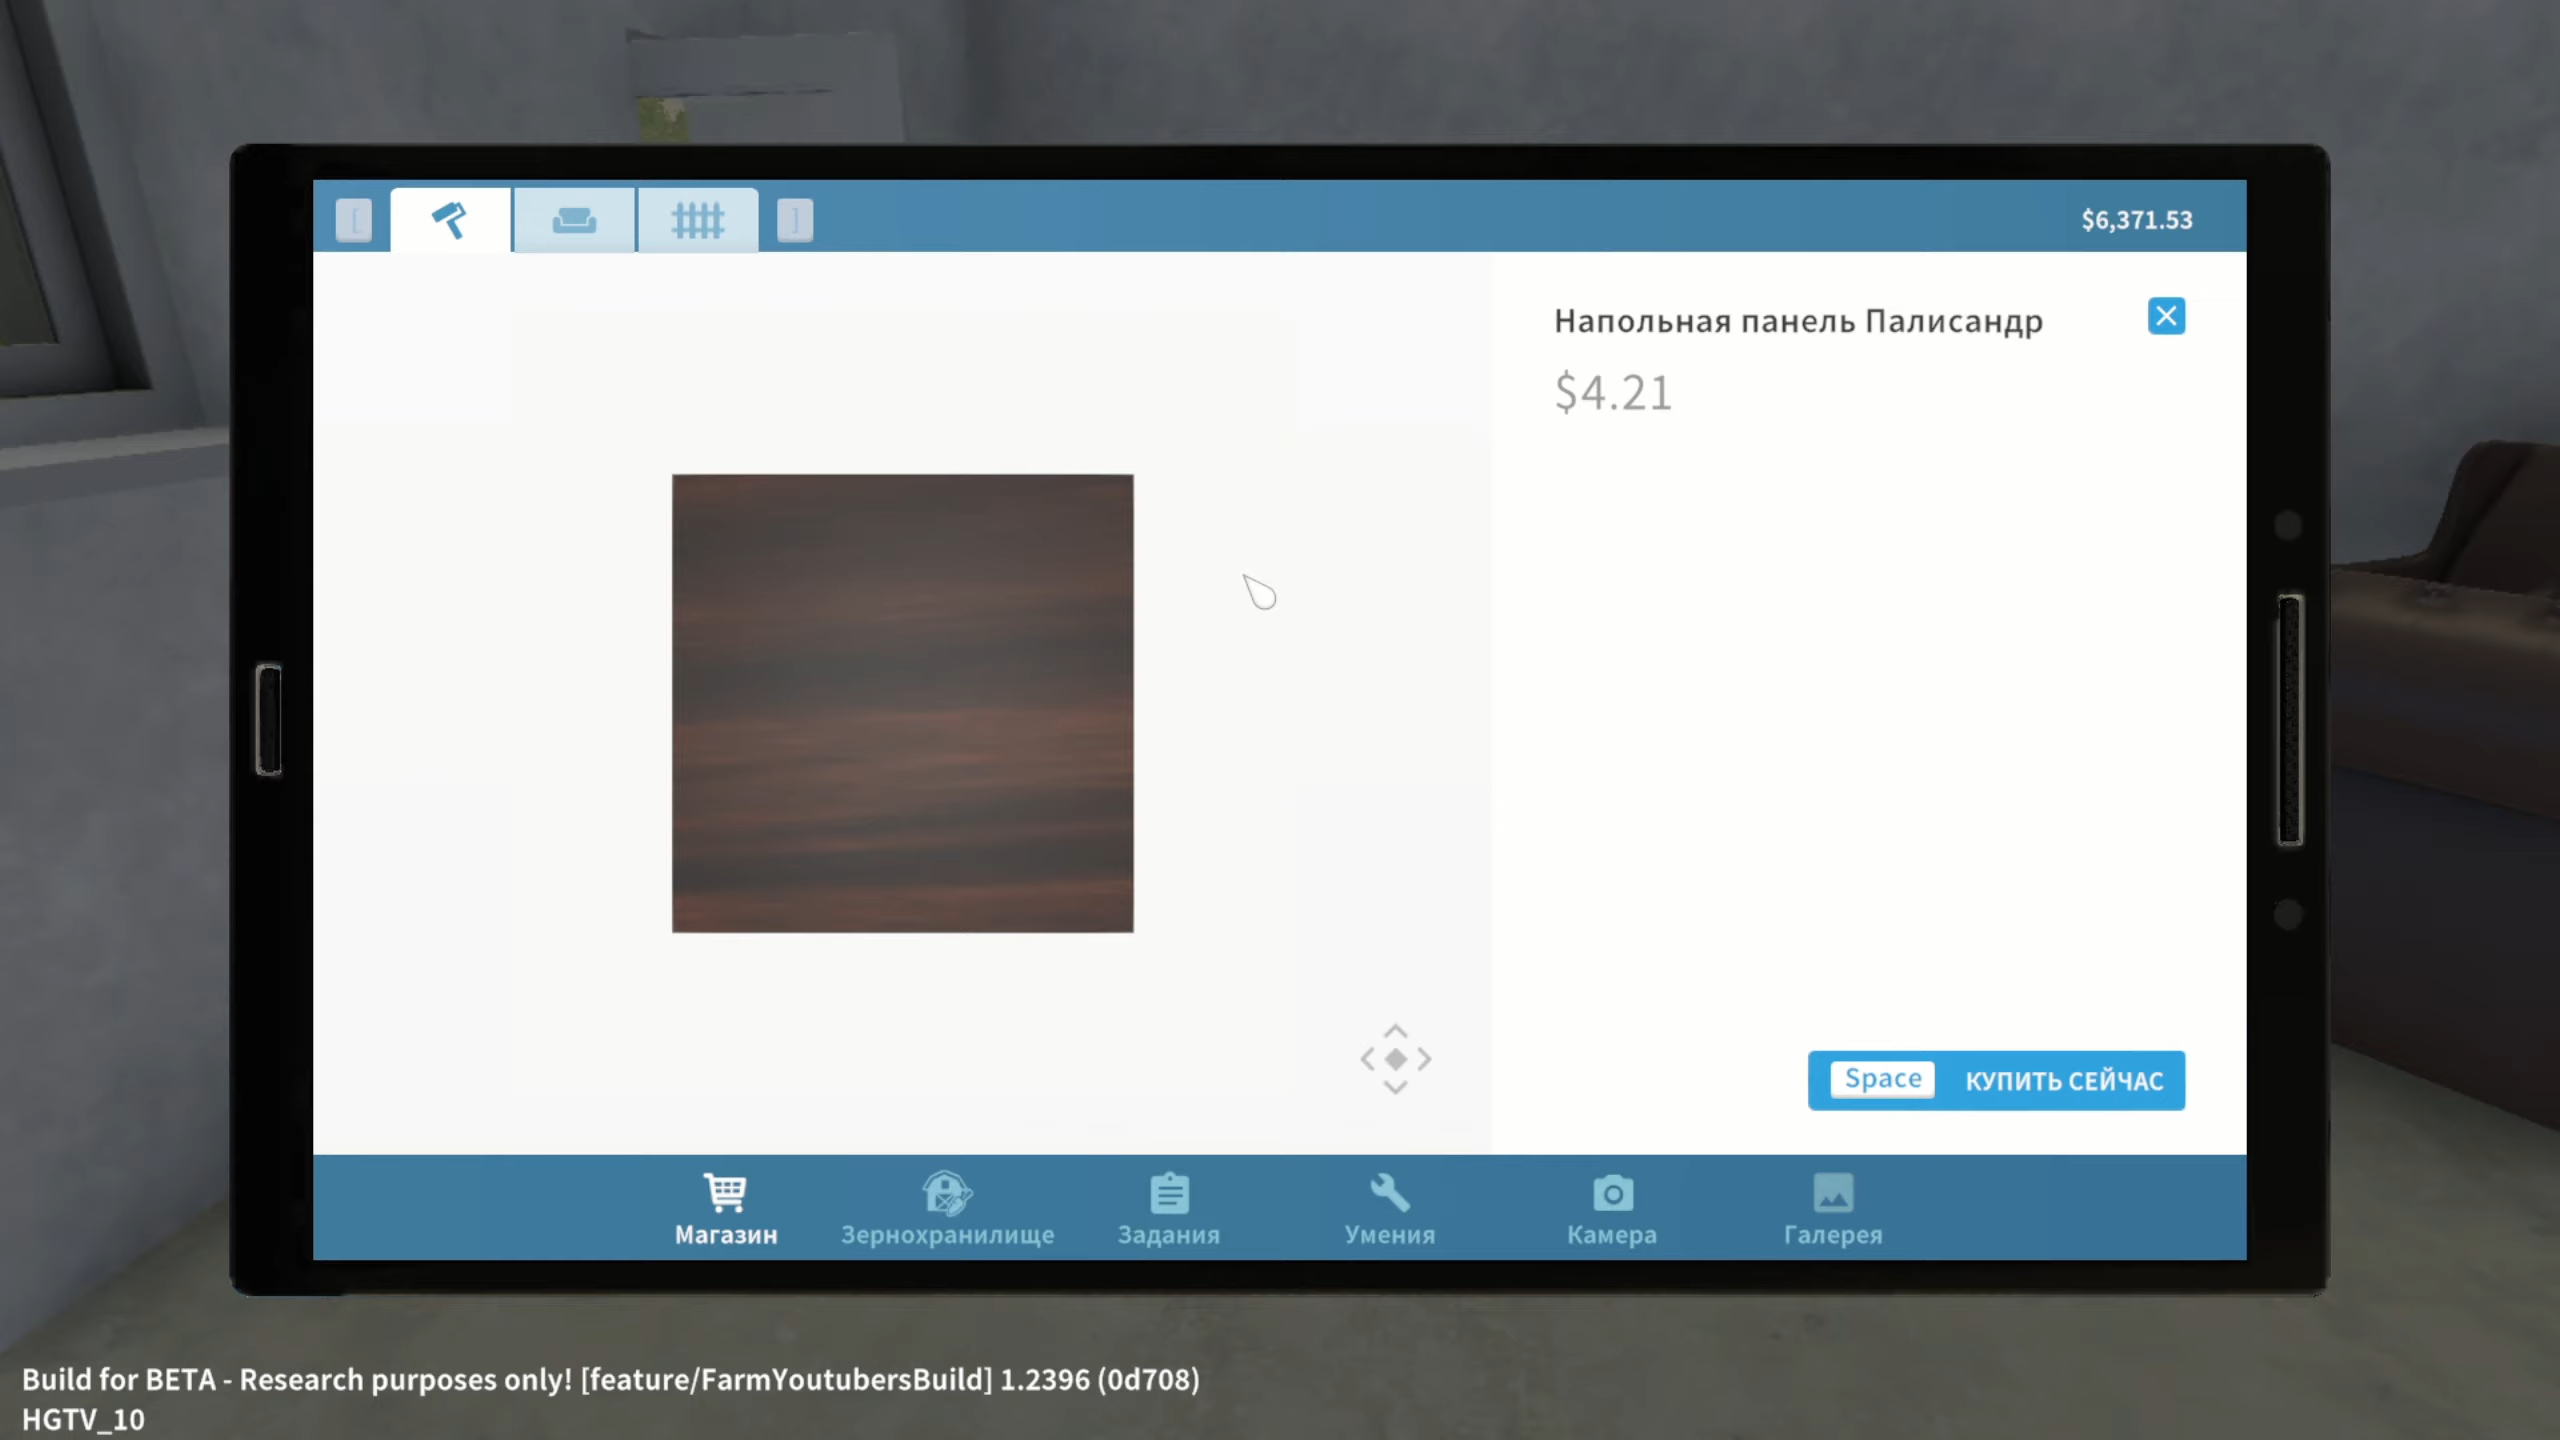 [
]
$6,371.53
Напольная панель Палисандр
$4.21
Space КУПИТЬ СЕЙЧАС
Магазин Зернохранилище Задания Умения Камера Галерея
Build for BETA - Research purposes only! [feature/FarmYoutubersBuild] 1.2396 (0d708)
HGTV_10